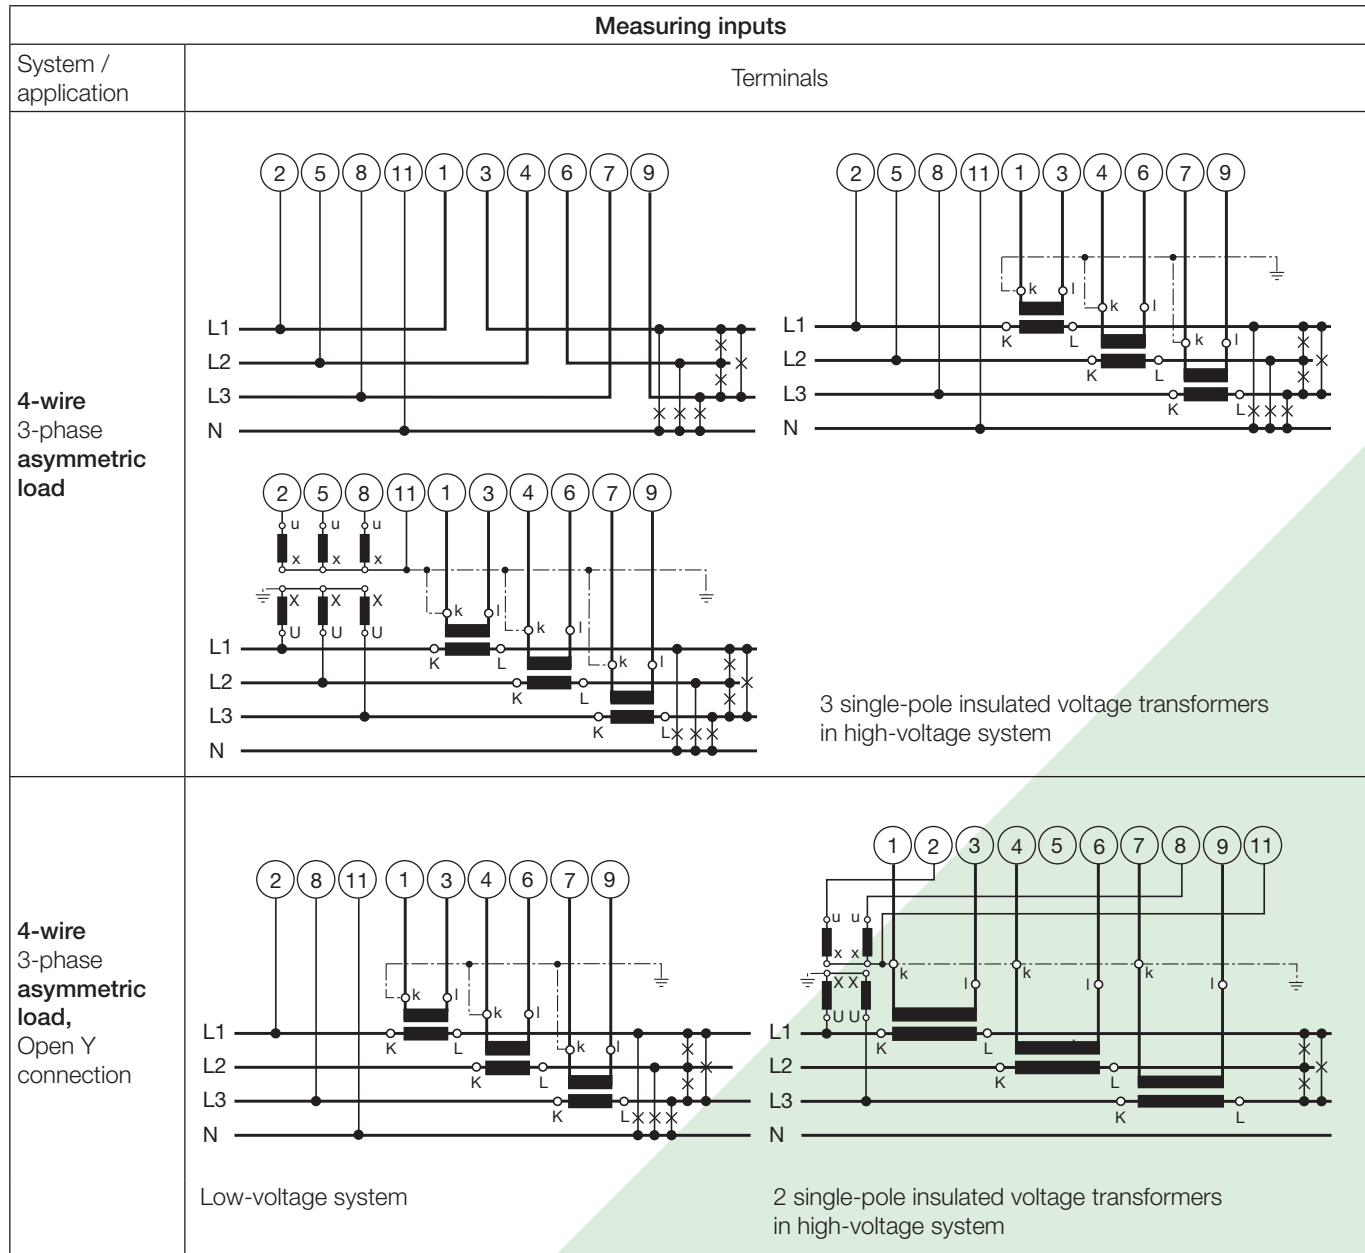 Measuring inputs
System /
application
Terminals
4-wire
3-phase
asymmetric
load
2 5 8 11 1 3 4 6 7 9
L1
L2
L3
N
2 5 8 11 1 3 4 6 7 9
k l
k l
k l
L1
K L
L2
K L
L3
K L
N
2 5 8 11 1 3 4 6 7 9
u u u
x x x
X X X
U U U
k l
k l
k l
L1
K L
L2
K L
L3
K L
N
3 single-pole insulated voltage transformers
in high-voltage system
4-wire
3-phase
asymmetric
load,
Open Y
connection
2 8 11 1 3 4 6 7 9
k l
k l
k l
L1
K L
L2
K L
L3
K L
N
Low-voltage system
1 2 3 4 5 6 7 8 9 11
u u
x x
k k k
X X
l l l
U U
L1
K L
L2
K L
L3
K L
N
2 single-pole insulated voltage transformers
in high-voltage system